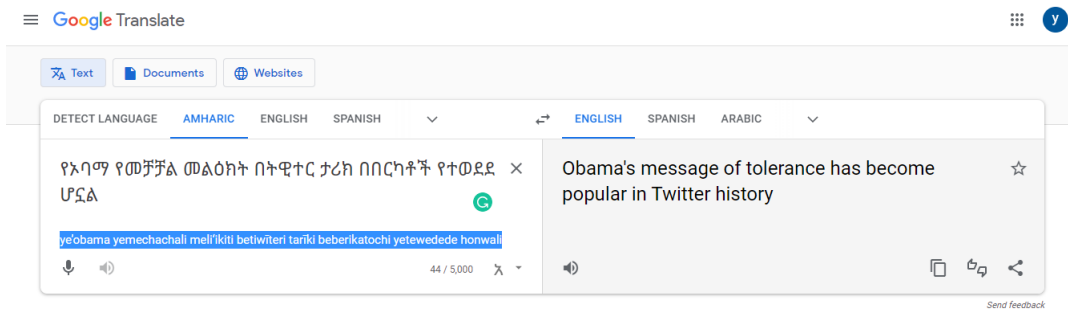 Google Translate
y
Text Documents Websites
DETECT LANGUAGE AMHARIC ENGLISH SPANISH ENGLISH SPANISH ARABIC
የኦባማ የመቻቻል መልዕክት በትዊተር ታሪክ በበርካቶች የተወደደ
ሆኗል
ye'obama yemechachali meli'ikiti betiwīteri tarīki beberikatochi yetewedede honwali
44 / 5,000
Obama's message of tolerance has become
popular in Twitter history
Send feedback